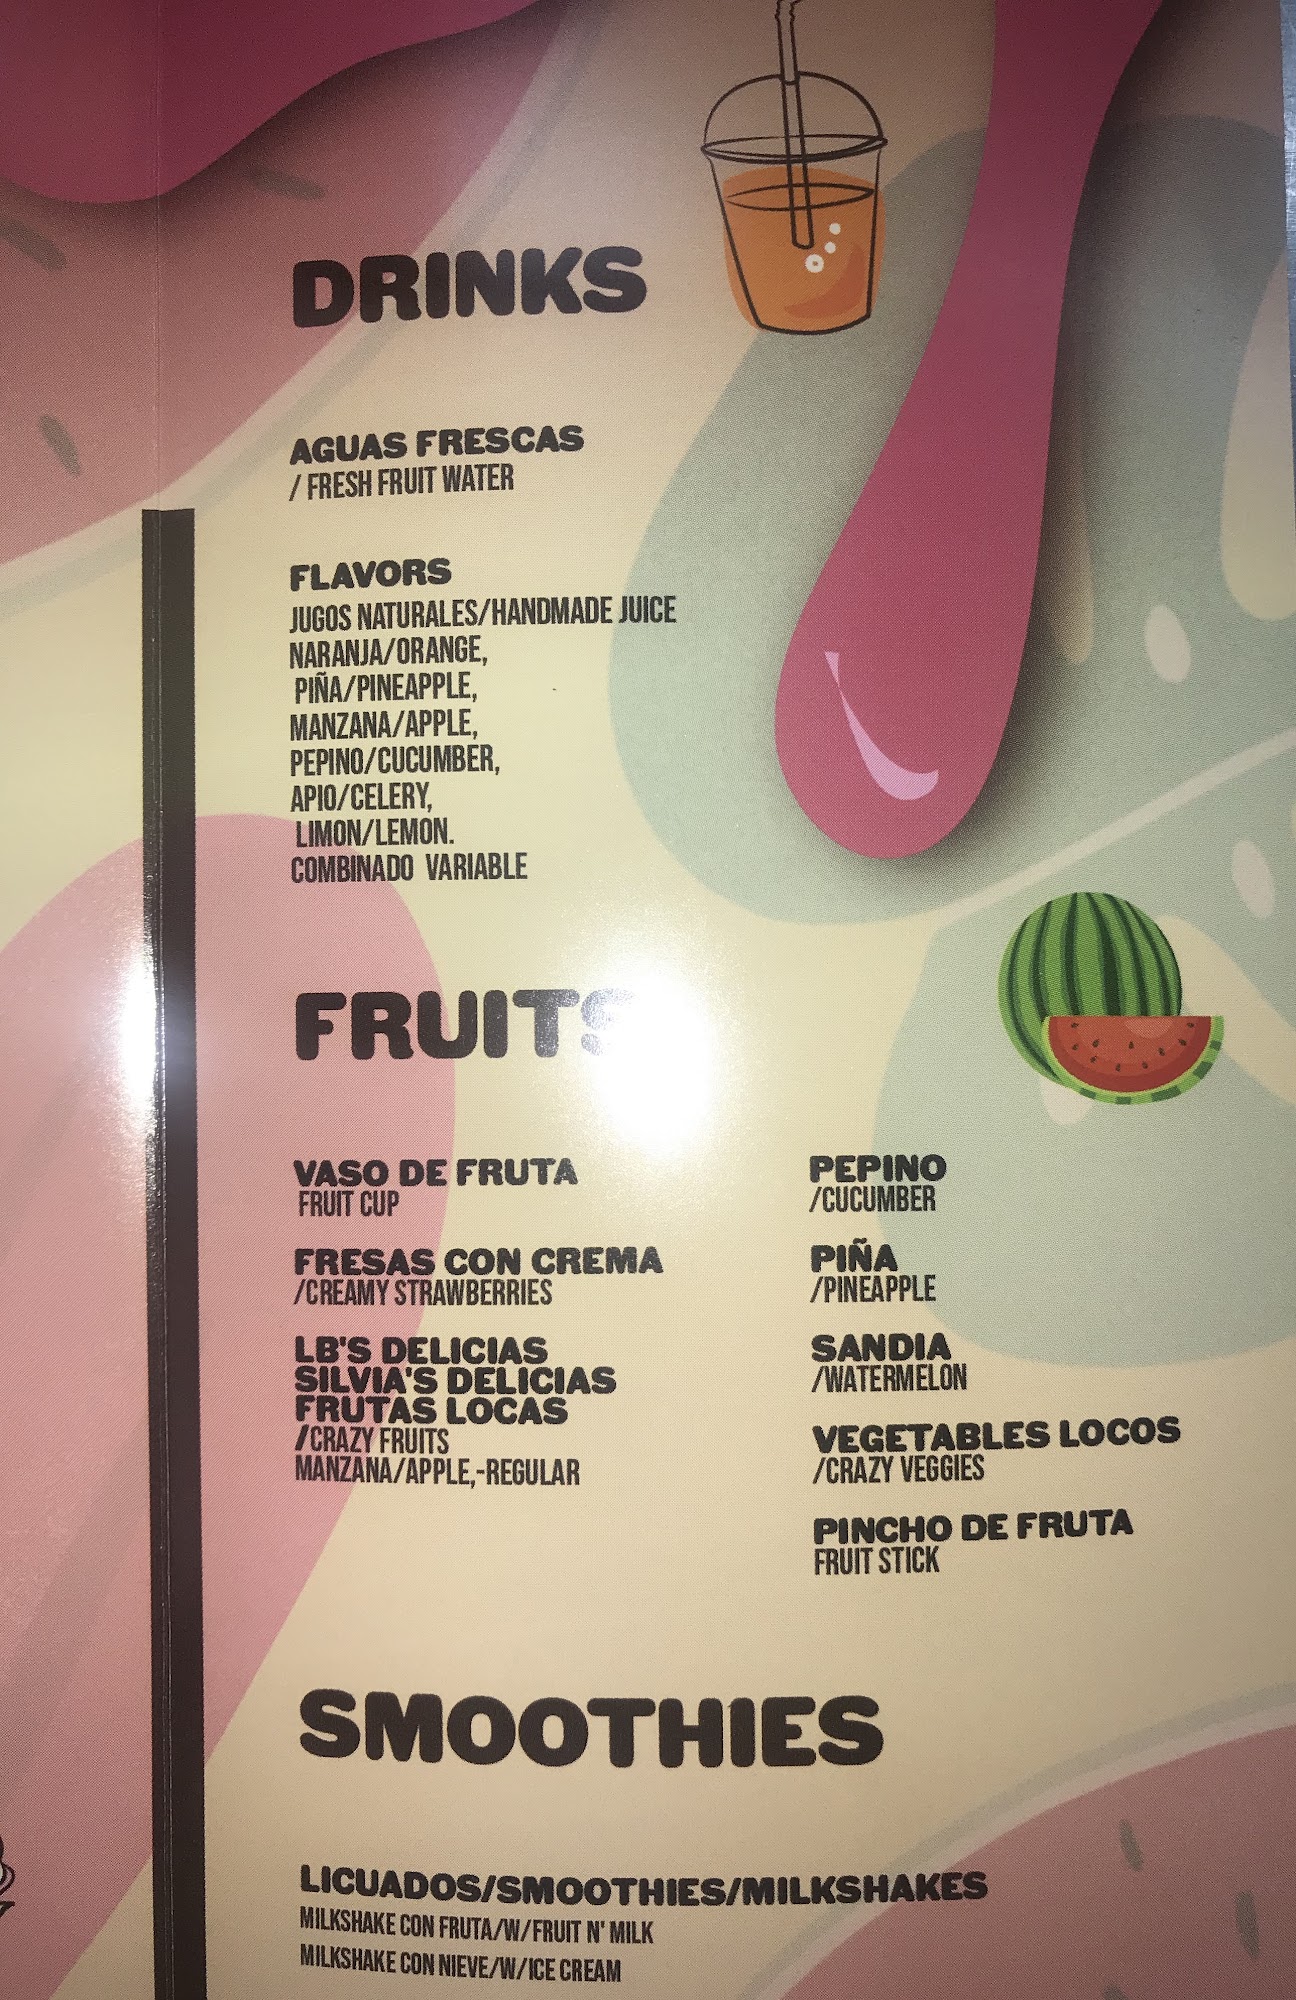 DRINKS
AGUAS FRESCAS
/ FRESH FRUIT WATER
FLAVORS
JUGOS NATURALES/HANDMADE JUICE
NARANJA/ORANGE,
PIÑA/PINEAPPLE,
MANZANA/APPLE,
PEPINO/CUCUMBER,
APIO/CELERY,
LIMON/LEMON.
COMBINADO VARIABLE
FRUITS
VASO DE FRUTA
FRUIT CUP
FRESAS CON CREMA
/CREAMY STRAWBERRIES
LB'S DELICIAS
SILVIA'S DELICIAS
FRUTAS LOCAS
/CRAZY FRUITS
MANZANA/APPLE,-REGULAR
PEPINO
/CUCUMBER
PIÑA
/PINEAPPLE
SANDIA
/WATERMELON
VEGETABLES LOCOS
/CRAZY VEGGIES
PINCHO DE FRUTA
FRUIT STICK
SMOOTHIES
LICUADOS/SMOOTHIES/MILKSHAKES
MILKSHAKE CON FRUTA/W/FRUIT N' MILK
MILKSHAKE CON NIEVE/W/ICE CREAM